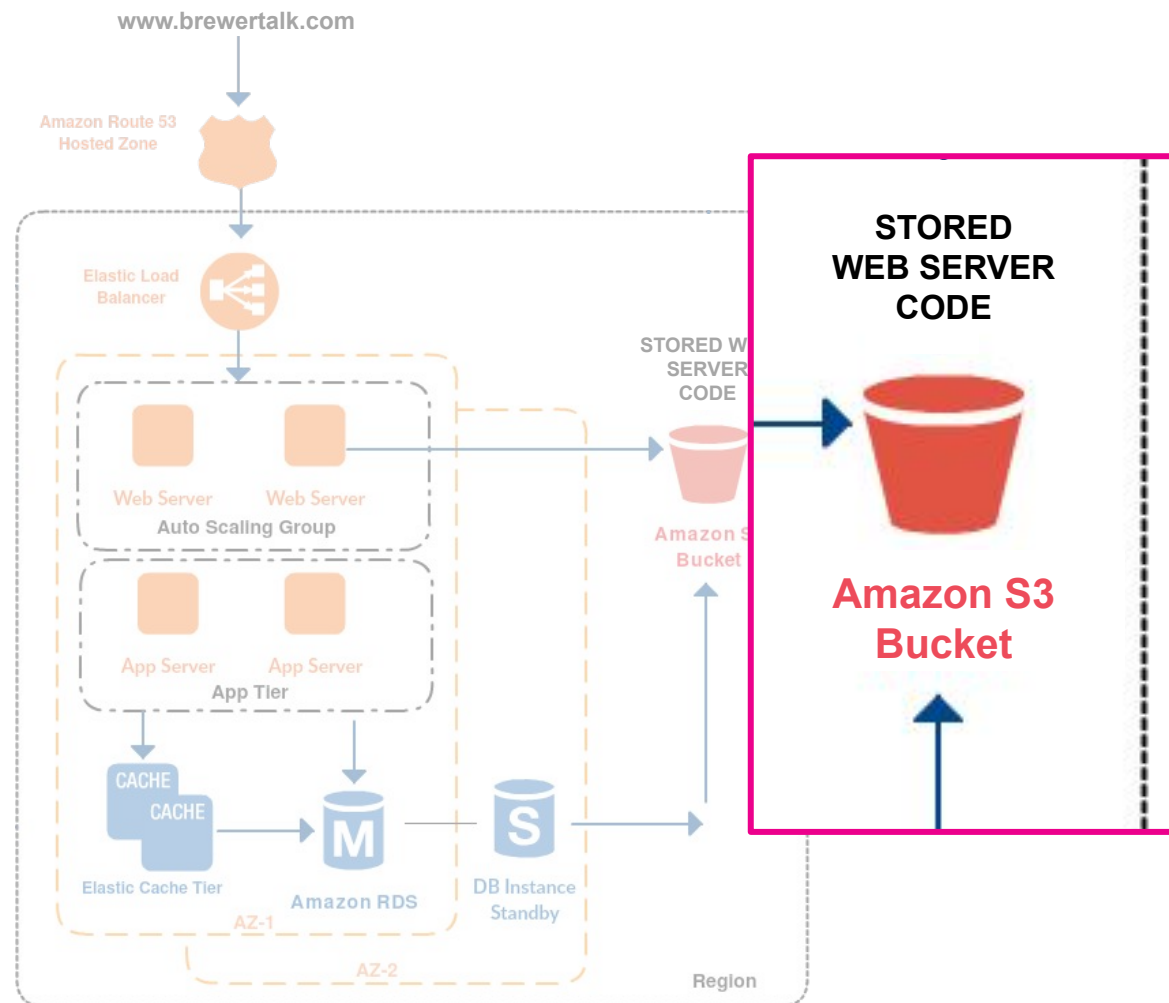 www.brewertalk.com
Amazon Route 53
Hosted Zone
Elastic Load
Balancer
STORED W
SERVER
CODE
Web Server
Web Server
Auto Scaling Group
Amazon S
Bucket
App Server
App Server
App Tier
CACHE
CACHE
M
S
Elastic Cache Tier
Amazon RDS
DB Instance
Standby
AZ-1
AZ-2
Region
STORED
WEB SERVER
CODE
Amazon S3
Bucket